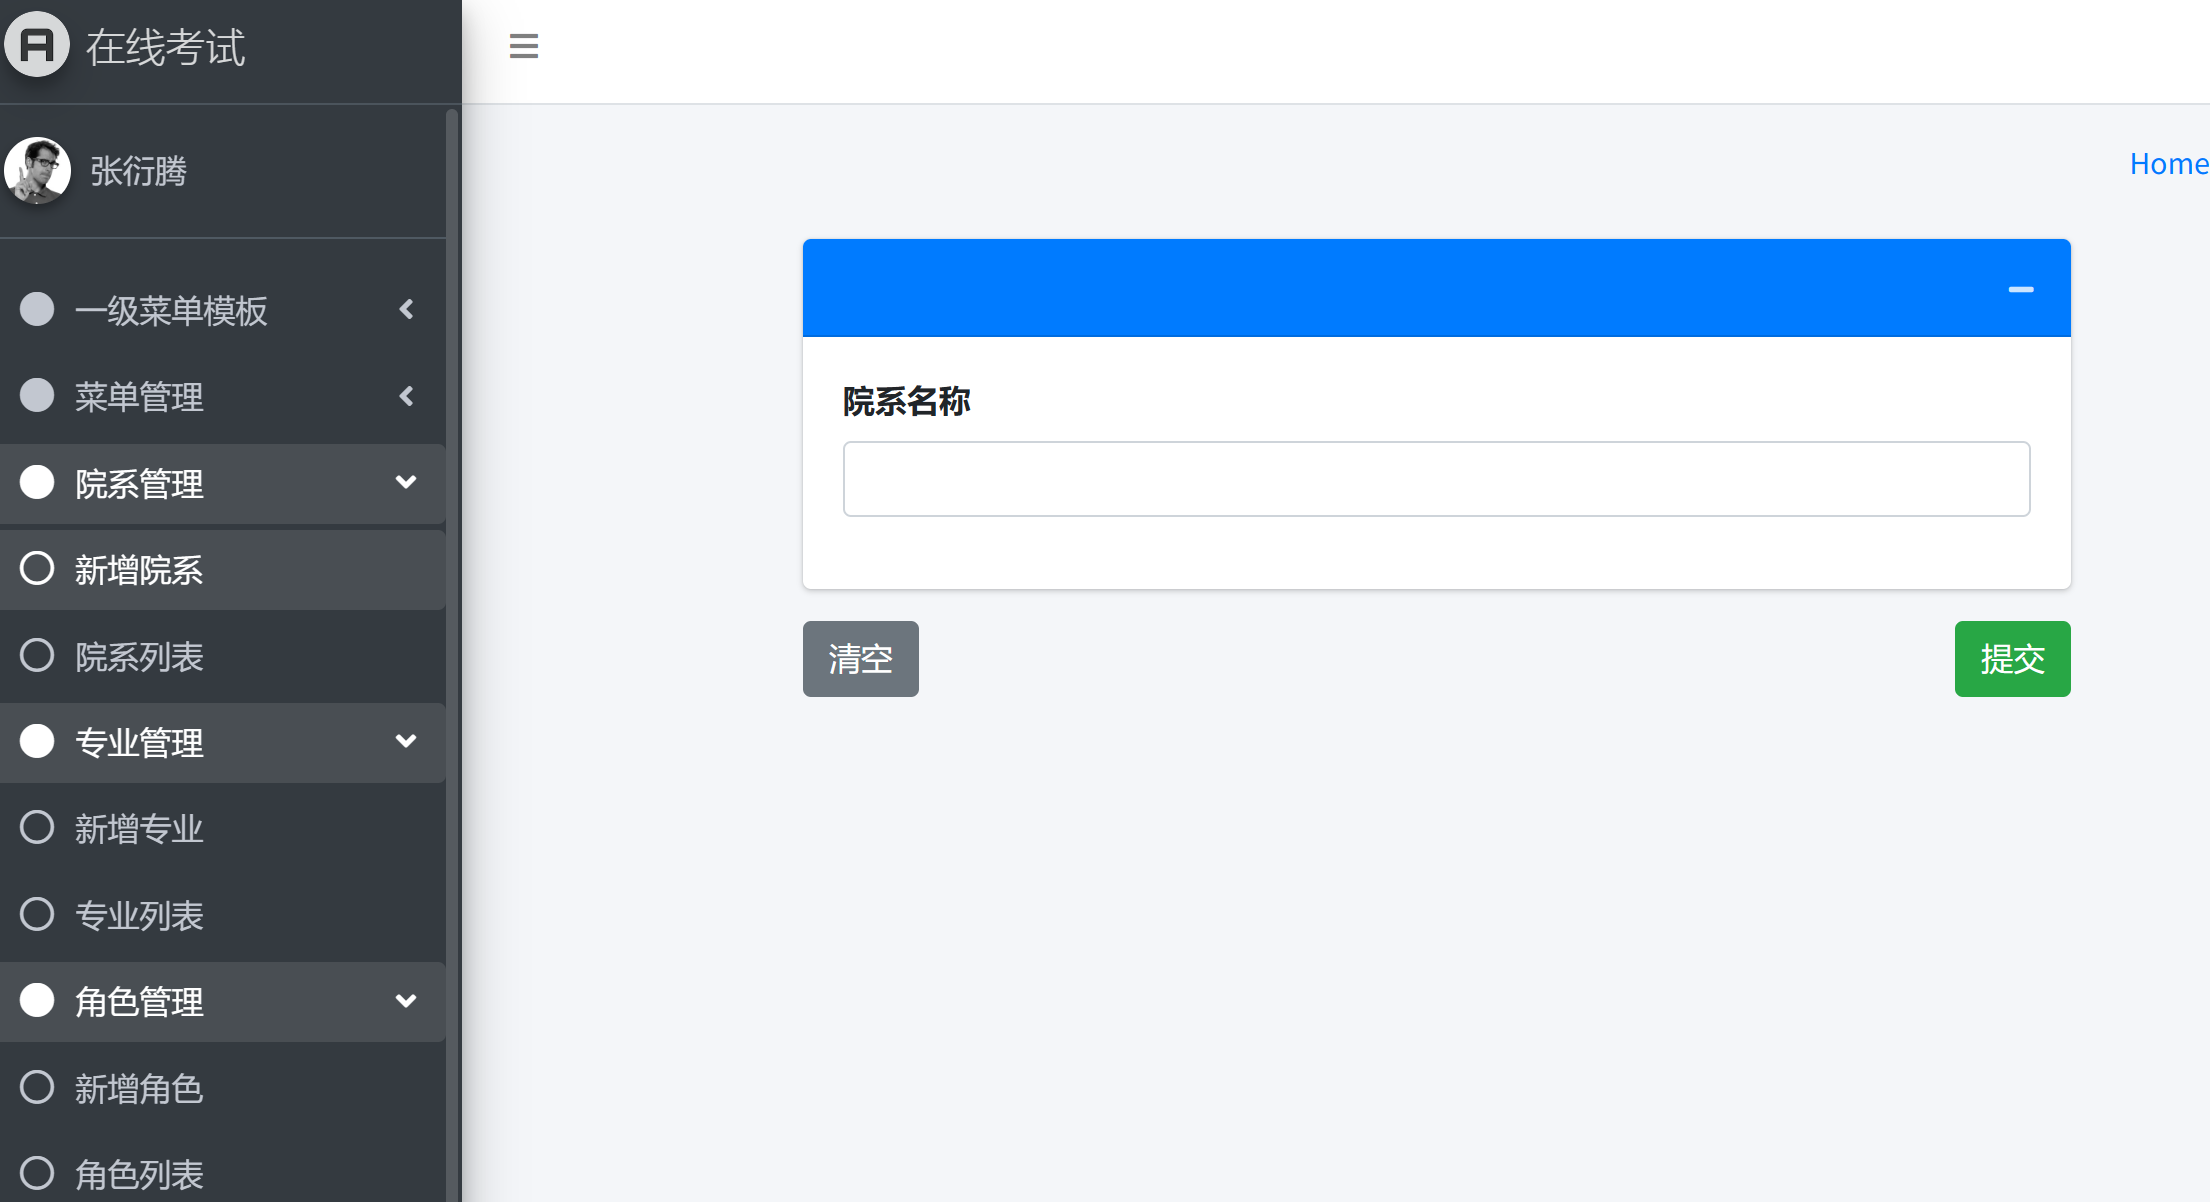 在线考试
张衍腾
一级菜单模板
菜单管理
院系管理
新增院系
院系列表
专业管理
新增专业
专业列表
角色管理
新增角色
角色列表
Home
院系名称
清空
提交